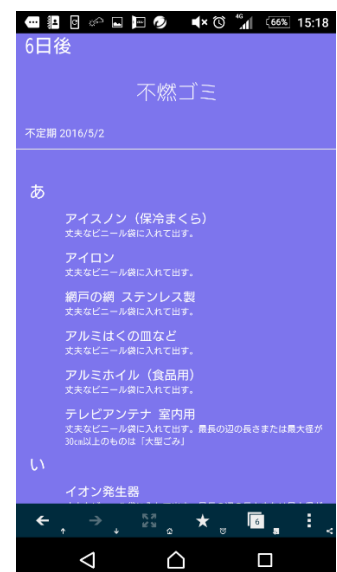 4G
66%
15:18
6日後
不燃ゴミ
不定期 2016/5/2
あ
アイスノン（保冷まくら）
丈夫なビニール袋に入れて出す。
アイロン
丈夫なビニール袋に入れて出す。
網戸の網 ステンレス製
丈夫なビニール袋に入れて出す。
アルミはくの皿など
丈夫なビニール袋に入れて出す。
アルミホイル（食品用）
丈夫なビニール袋に入れて出す。
テレビアンテナ 室内用
丈夫なビニール袋に入れて出す。最長の辺の長さまたは最大径が
30cm以上のものは「大型ごみ」
い
イオン発生器
6